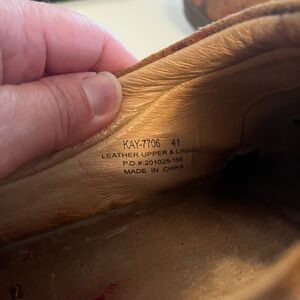 KAY-7706 41
LEATHER UPPER & LINING
P.O.#:201025-155
MADE IN CHINA